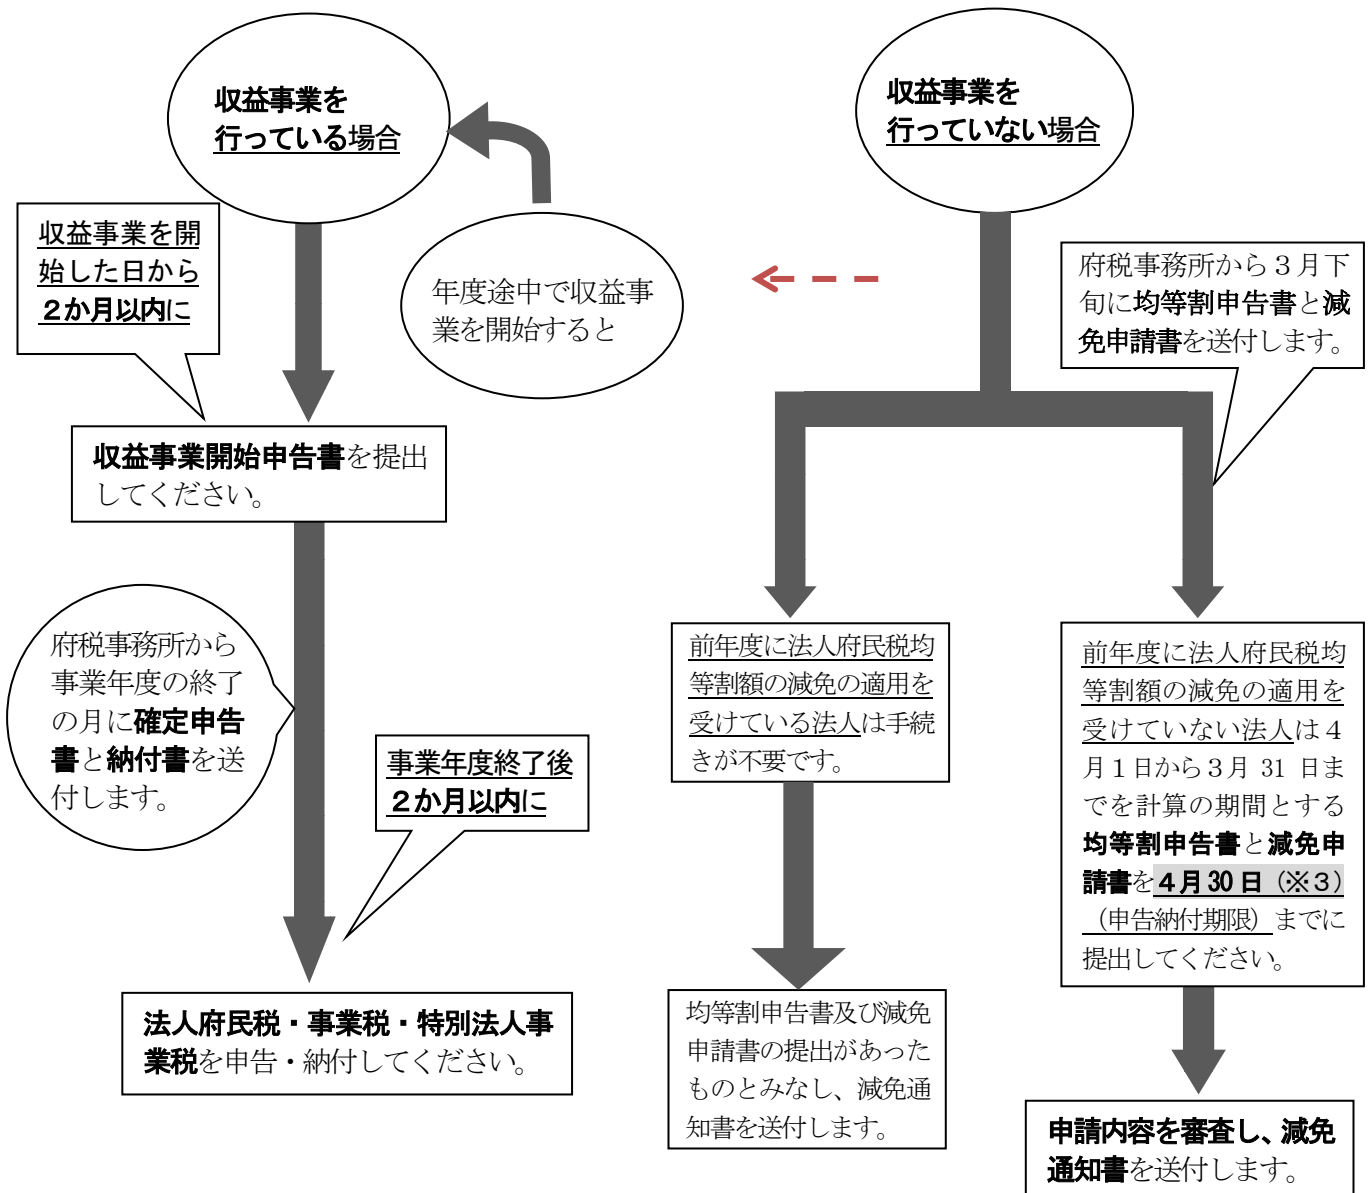 収益事業を
行っている場合
収益事業を開
始した日から
２か月以内に
年度途中で収益事
業を開始すると
収益事業開始申告書を提出
してください。
府税事務所から
事業年度の終了
の月に確定申告
書と納付書を送
付します。
事業年度終了後
２か月以内に
法人府民税・事業税・特別法人事
業税を申告・納付してください。
収益事業を
行っていない場合
府税事務所から３月下
旬に均等割申告書と減
免申請書を送付します。
前年度に法人府民税均
等割額の減免の適用を
受けている法人は手続
きが不要です。
均等割申告書及び減免
申請書の提出があった
ものとみなし、減免通
知書を送付します。
前年度に法人府民税均
等割額の減免の適用を
受けていない法人は４
月１日から３月 31 日ま
でを計算の期間とする
均等割申告書と減免申
請書を４月 30 日（※３）
（申告納付期限）までに
提出してください。
申請内容を審査し、減免
通知書を送付します。